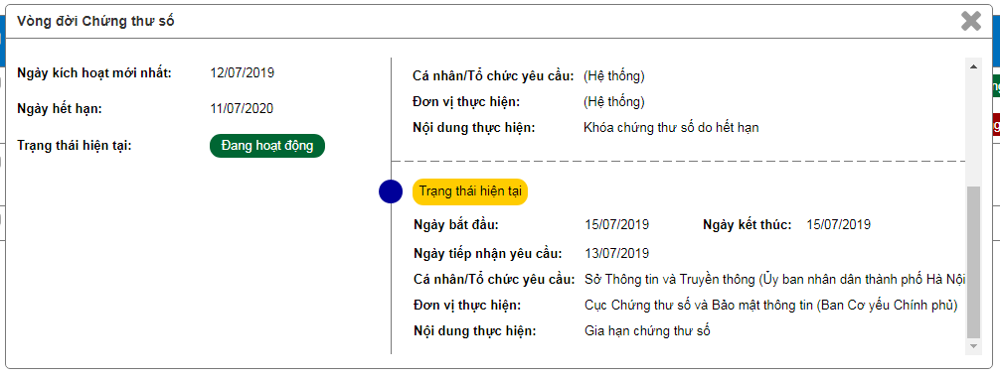 Vòng đời Chứng thư số
Ngày kích hoạt mới nhất: 12/07/2019
Ngày hết hạn: 11/07/2020
Trạng thái hiện tại: Đang hoạt động
Cá nhân/Tổ chức yêu cầu: (Hệ thống)
Đơn vị thực hiện: (Hệ thống)
Nội dung thực hiện: Khóa chứng thư số do hết hạn
Trạng thái hiện tại
Ngày bắt đầu: 15/07/2019 Ngày kết thúc: 15/07/2019
Ngày tiếp nhận yêu cầu: 13/07/2019
Cá nhân/Tổ chức yêu cầu: Sở Thông tin và Truyền thông (Ủy ban nhân dân thành phố Hà Nội
Đơn vị thực hiện: Cục Chứng thư số và Bảo mật thông tin (Ban Cơ yếu Chính phủ)
Nội dung thực hiện: Gia hạn chứng thư số